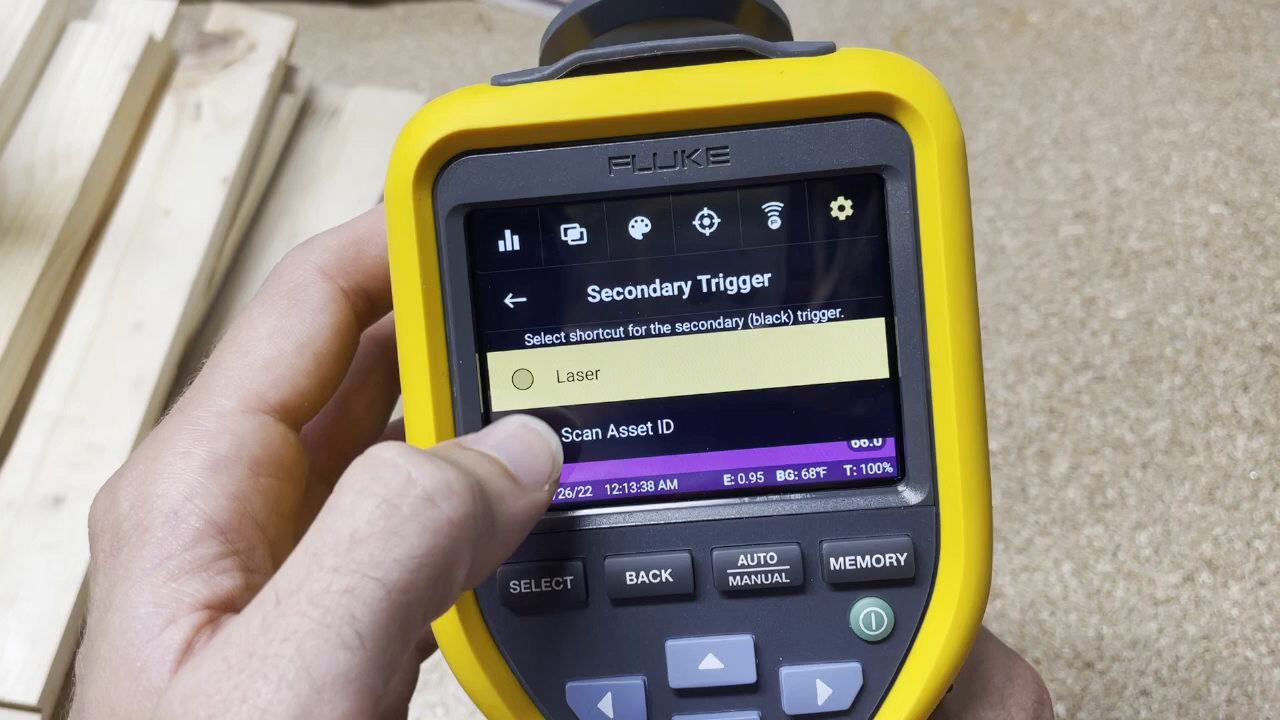 FLUKE
Secondary Trigger
Select shortcut for the secondary (black) trigger.
Laser
Scan Asset ID
66.0
/26/22 12:13:38 AM E: 0.95 BG: 68°F T: 100%
SELECT BACK AUTO MEMORY
MANUAL